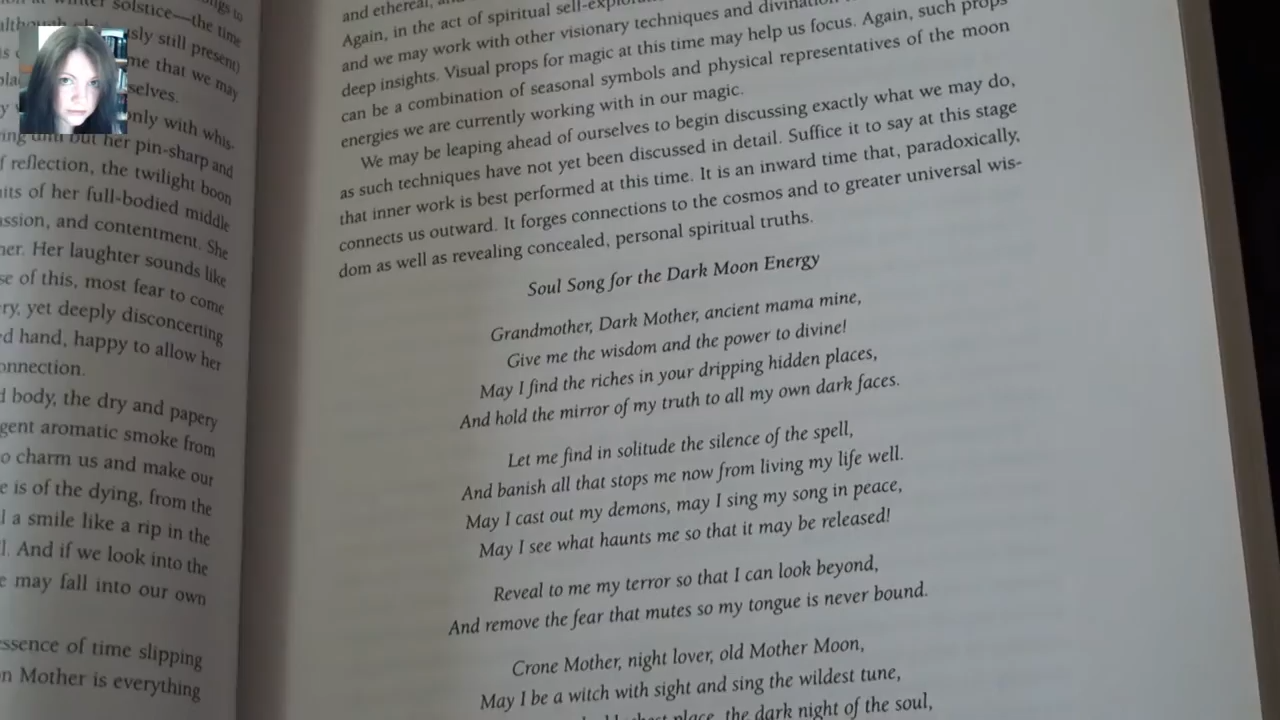 solstice—the time
usly still present)
me that we may
selves.
only with whis-
but her pin-sharp and
f reflection, the twilight boon
its of her full-bodied middle
assion, and contentment. She
her. Her laughter sounds like
se of this, most fear to come
ry, yet deeply disconcerting
d hand, happy to allow her
onnection.
d body, the dry and papery
gent aromatic smoke from
o charm us and make our
e is of the dying, from the
l a smile like a rip in the
l. And if we look into the
e may fall into our own
essence of time slipping
n Mother is everything
and ethereal,
Again, in the act of spiritual
and we may work with other visionary techniques and
deep insights. Visual props for magic at this time may help us focus. Again, such props
can be a combination of seasonal symbols and physical representatives of the moon
energies we are currently working with in our magic.
We may be leaping ahead of ourselves to begin discussing exactly what we may do,
as such techniques have not yet been discussed in detail. Suffice it to say at this stage
that inner work is best performed at this time. It is an inward time that, paradoxically,
connects us outward. It forges connections to the cosmos and to greater universal wis-
dom as well as revealing concealed, personal spiritual truths.
Soul Song for the Dark Moon Energy
Grandmother, Dark Mother, ancient mama mine,
Give me the wisdom and the power to divine!
May I find the riches in your dripping hidden places,
And hold the mirror of my truth to all my own dark faces.
Let me find in solitude the silence of the spell,
And banish all that stops me now from living my life well.
May I cast out my demons, may I sing my song in peace,
May I see what haunts me so that it may be released!
Reveal to me my terror so that I can look beyond,
And remove the fear that mutes so my tongue is never bound.
Crone Mother, night lover, old Mother Moon,
May I be a witch with sight and sing the wildest tune,
place, the dark night of the soul,